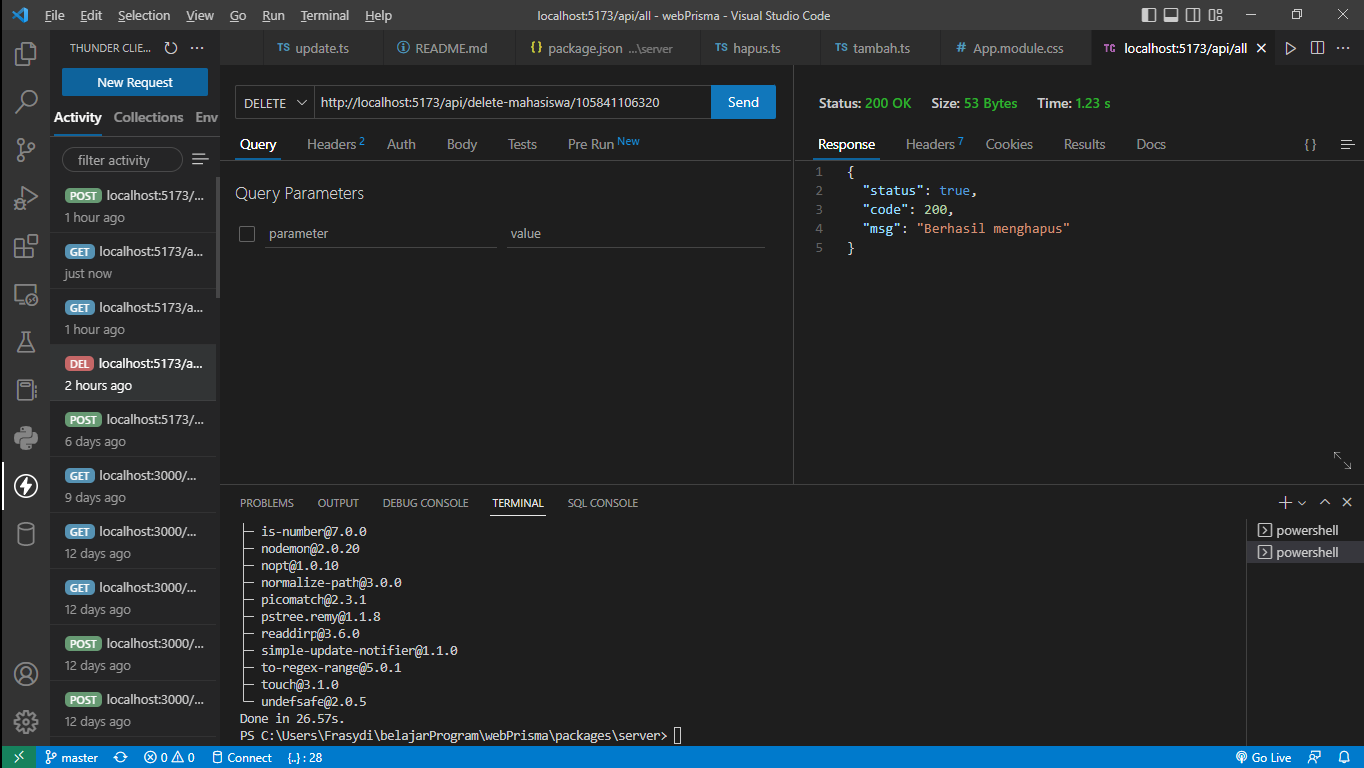 File Edit Selection View Go Run Terminal Help localhost:5173/api/all - webPrisma - Visual Studio Code
THUNDER CLIE...
New Request
Activity Collections Env
filter activity
POST localhost:5173/...
1 hour ago
GET localhost:5173/a...
just now
GET localhost:5173/a...
1 hour ago
DEL localhost:5173/a...
2 hours ago
POST localhost:5173/...
6 days ago
GET localhost:3000/...
9 days ago
GET localhost:3000/...
12 days ago
GET localhost:3000/...
12 days ago
POST localhost:3000/...
12 days ago
POST localhost:3000/...
12 days ago
TS update.ts README.md {} package.json ...\server TS hapus.ts TS tambah.ts # App.module.css TC localhost:5173/api/all
DELETE http://localhost:5173/api/delete-mahasiswa/105841106320 Send
Query Headers 2 Auth Body Tests Pre Run New
Query Parameters
parameter value
Status: 200 OK Size: 53 Bytes Time: 1.23 s
Response Headers 7 Cookies Results Docs {}
1 {
2 "status": true,
3 "code": 200,
4 "msg": "Berhasil menghapus"
5 }
PROBLEMS OUTPUT DEBUG CONSOLE TERMINAL SQL CONSOLE
├─ is-number@7.0.0
├─ nodemon@2.0.20
├─ nopt@1.0.10
├─ normalize-path@3.0.0
├─ picomatch@2.3.1
├─ pstree.remy@1.1.8
├─ readdirp@3.6.0
├─ simple-update-notifier@1.1.0
├─ to-regex-range@5.0.1
├─ touch@3.1.0
└─ undefsafe@2.0.5
Done in 26.57s.
PS C:\Users\Frasydi\belajarProgram\webPrisma\packages\server>
powershell
powershell
master 0 0 Connect {..} : 28 Go Live